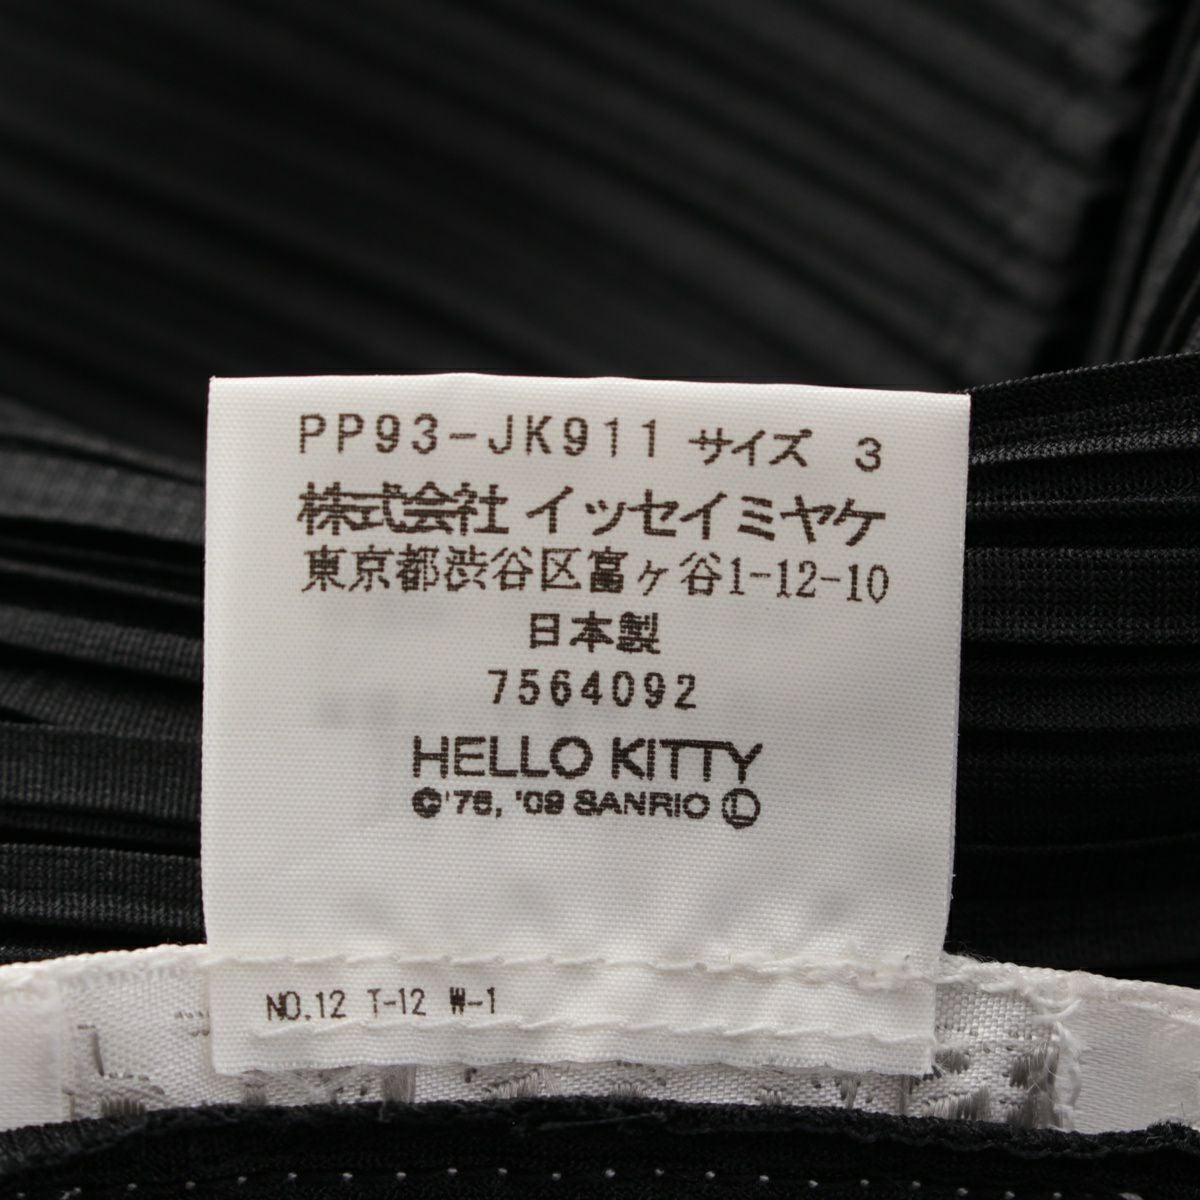 PP93-JK911 サイズ 3
株式会社 イッセイミヤケ
東京都渋谷区富ヶ谷1-12-10
日本製
7564092
HELLO KITTY
©'76, '09 SANRIO Ⓛ
NO.12 T-12 W-1